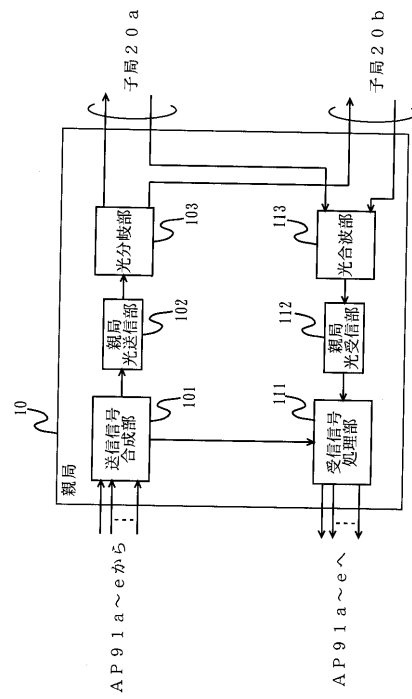 10
親局
AP91a~eから
送信信号
合成部
101
親局
光送信部
102
光分岐部
103
子局20a
AP91a~eへ
受信信号
処理部
111
親局
光受信部
112
光合波部
113
子局20b